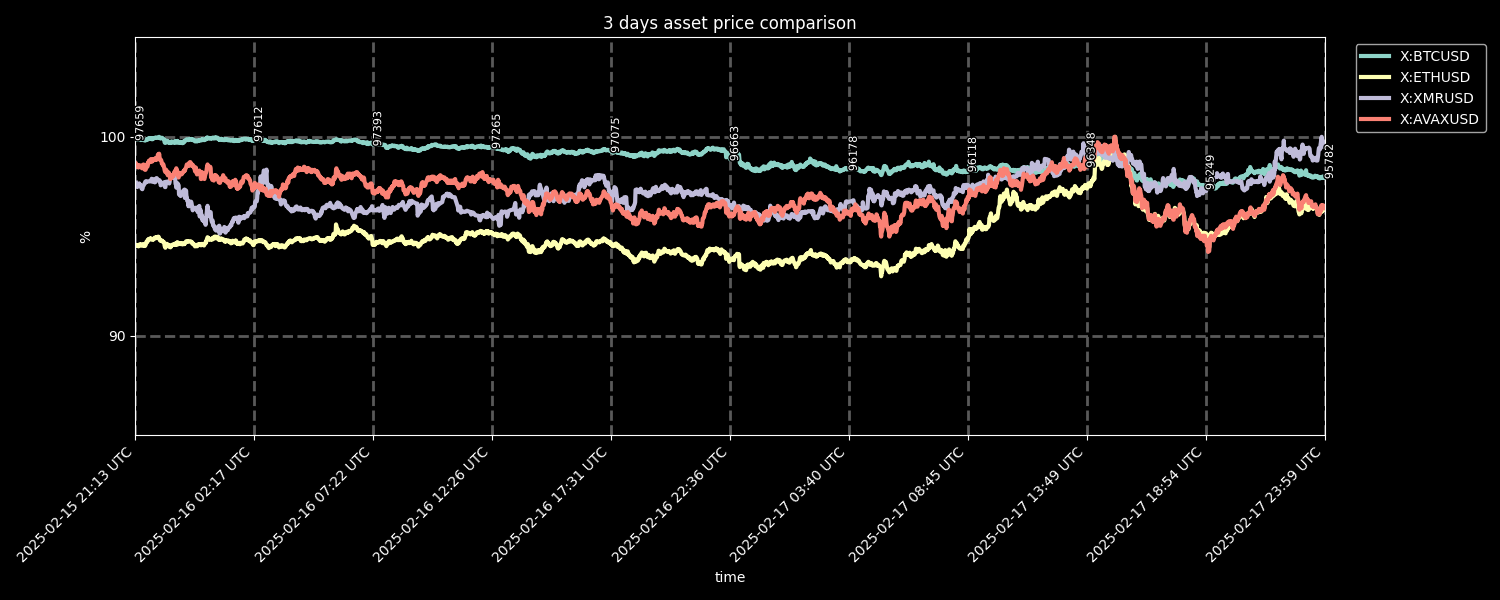 3 days asset price comparison
X:BTCUSD
X:ETHUSD
X:XMRUSD
X:AVAXUSD
100
90
%
97659
97612
97393
97265
97075
96663
96178
96118
96348
95249
95782
2025-02-15 21:13 UTC
2025-02-16 02:17 UTC
2025-02-16 07:22 UTC
2025-02-16 12:26 UTC
2025-02-16 17:31 UTC
2025-02-16 22:36 UTC
2025-02-17 03:40 UTC
2025-02-17 08:45 UTC
2025-02-17 13:49 UTC
2025-02-17 18:54 UTC
2025-02-17 23:59 UTC
time